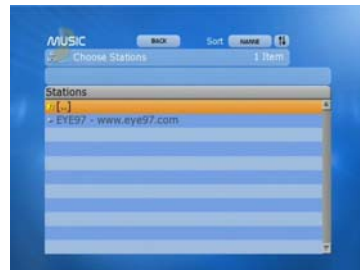 MUSIC BACK Sort NAME
Choose Stations 1 Item
Stations
[..]
EYE97 - www.eye97.com